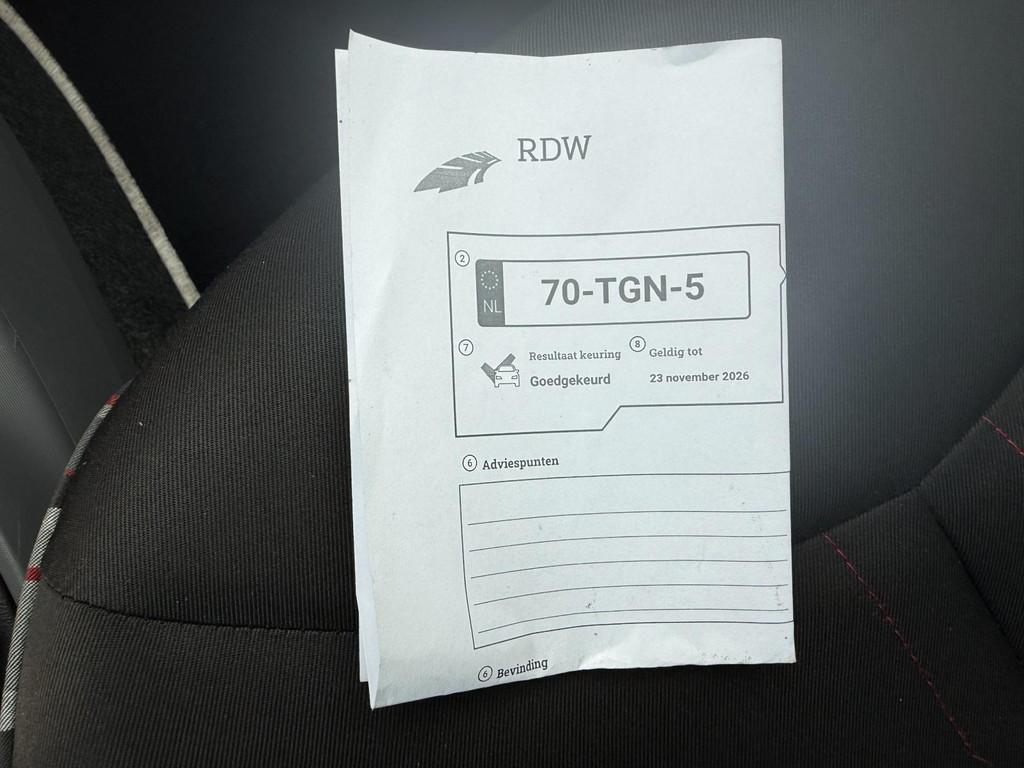 RDW
2
NL 70-TGN-5
7 Resultaat keuring 8 Geldig tot
Goedgekeurd 23 november 2026
6 Adviespunten
6 Bevinding